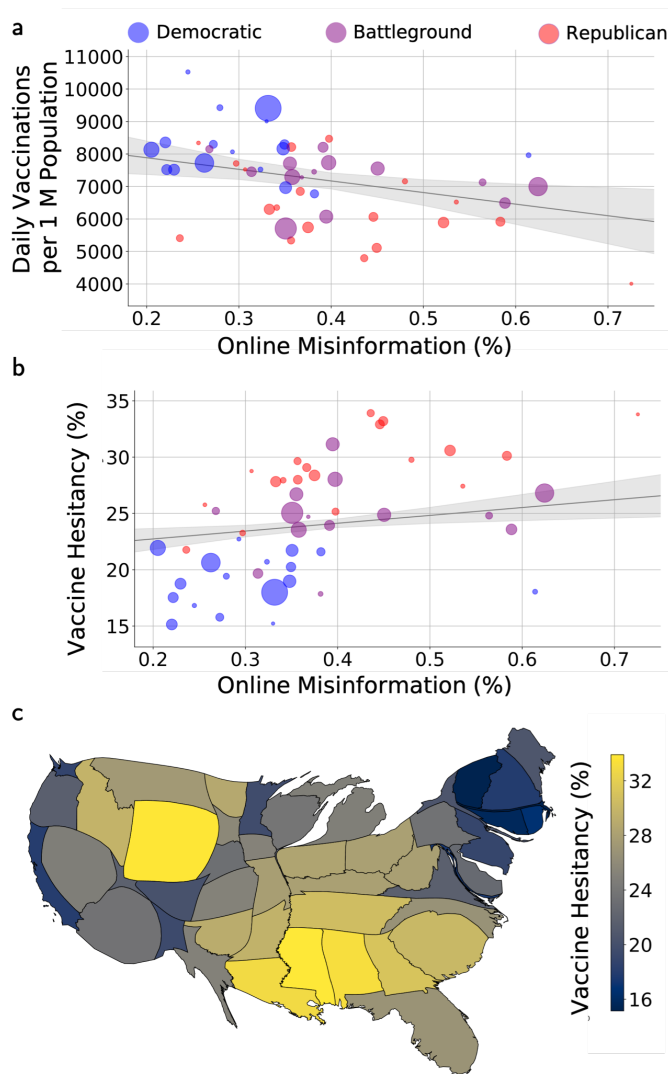 a
Democratic
Battleground
Republican
Daily Vaccinations
per 1 M Population
11000
10000
9000
8000
7000
6000
5000
4000
0.2
0.3
0.4
0.5
0.6
0.7
Online Misinformation (%)
b
Vaccine Hesitancy (%)
35
30
25
20
15
0.2
0.3
0.4
0.5
0.6
0.7
Online Misinformation (%)
c
Vaccine Hesitancy (%)
32
28
24
20
16